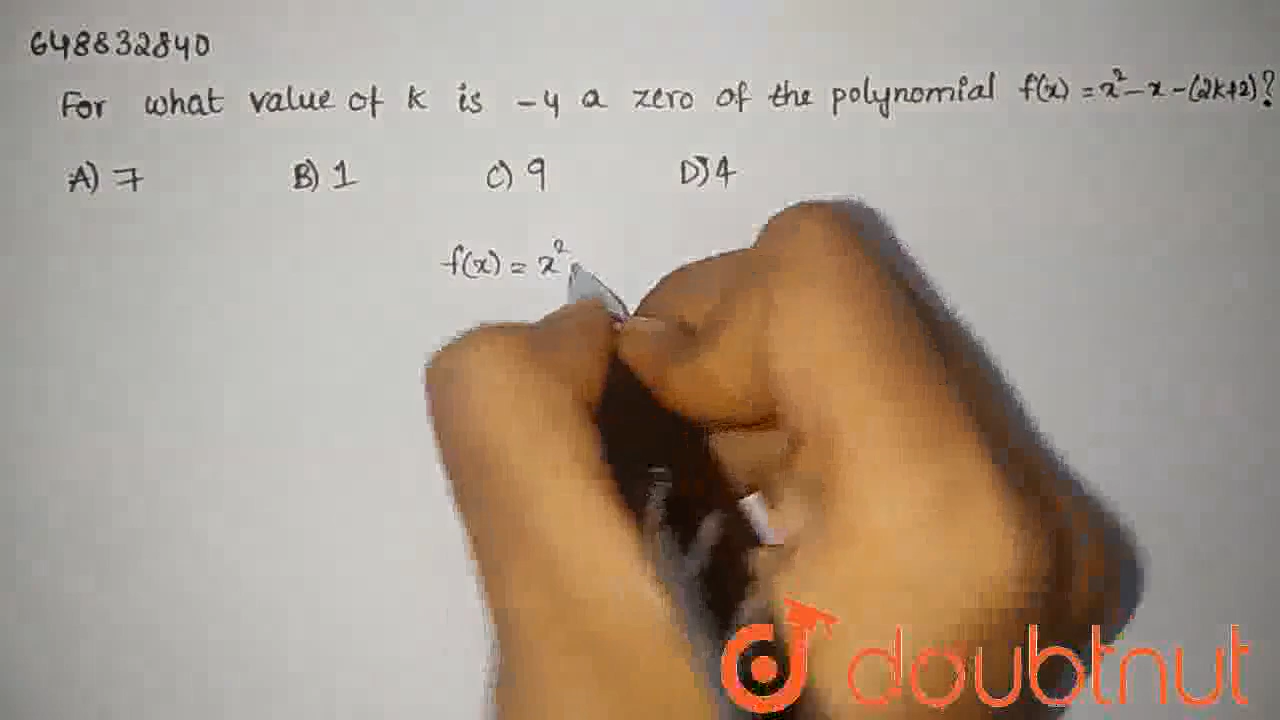 648832840
For what value of k is -4 a zero of the polynomial f(x) = x² - x - (2k+2)?
A) 7 B) 1 C) 9 D) 4
f(x) = x²
doubtnut